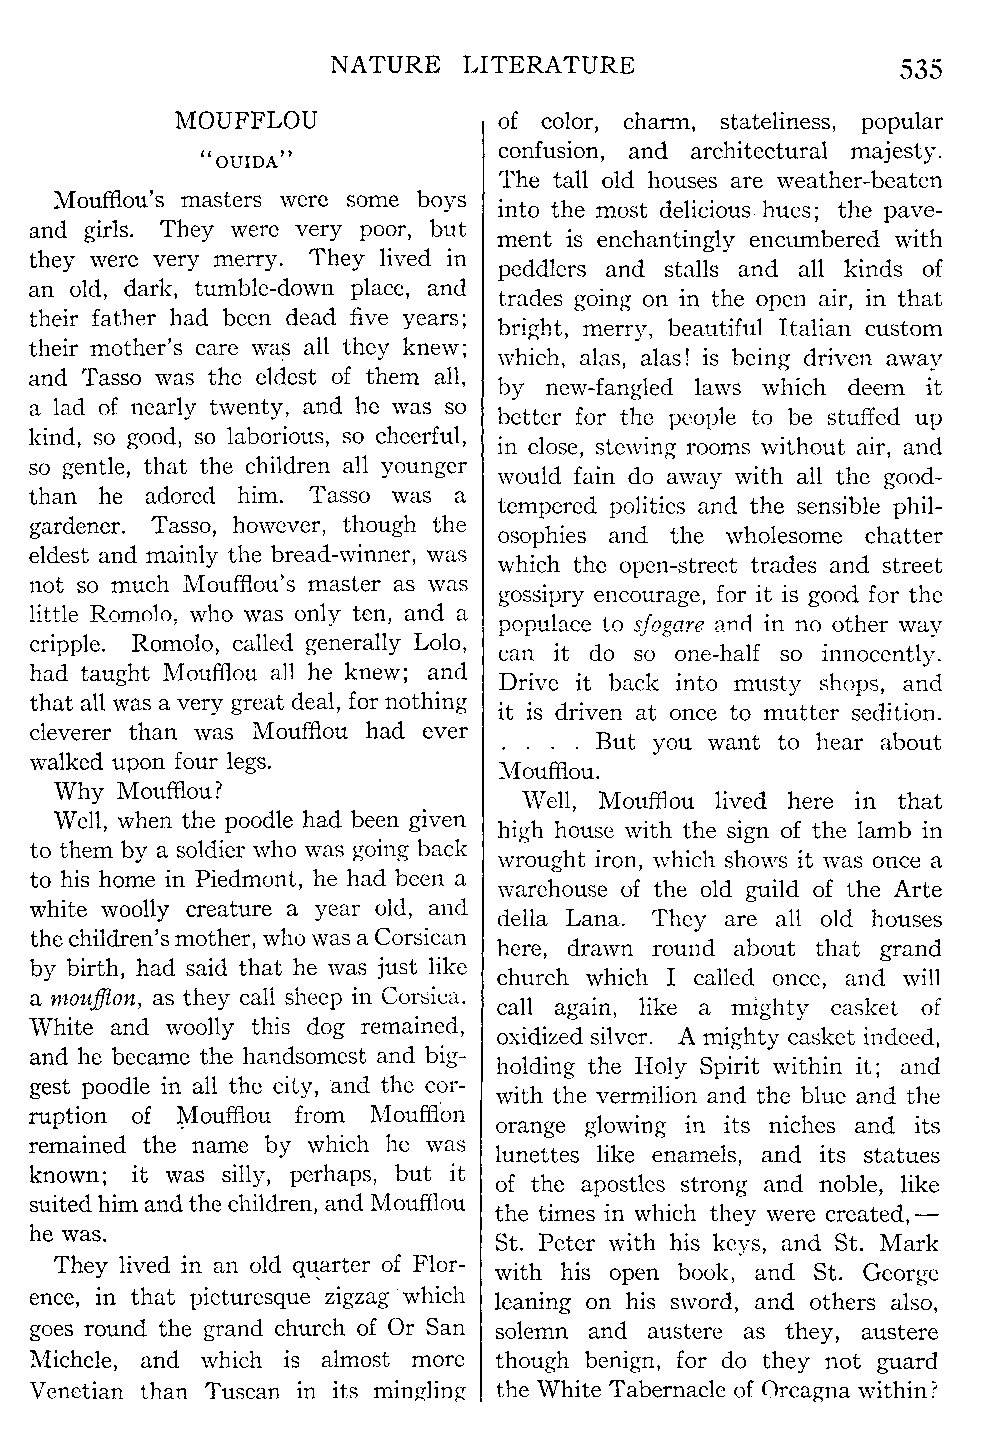 NATURE LITERATURE 535
MOUFFLOU
"OUIDA"
Moufflou's masters were some boys
and girls. They were very poor, but
they were very merry. They lived in
an old, dark, tumble-down place, and
their father had been dead five years;
their mother's care was all they knew;
and Tasso was the eldest of them all,
a lad of nearly twenty, and he was so
kind, so good, so laborious, so cheerful,
so gentle, that the children all younger
than he adored him. Tasso was a
gardener. Tasso, however, though the
eldest and mainly the bread-winner, was
not so much Moufflou's master as was
little Romolo, who was only ten, and a
cripple. Romolo, called generally Lolo,
had taught Moufflou all he knew; and
that all was a very great deal, for nothing
cleverer than was Moufflou had ever
walked upon four legs.
Why Moufflou?
Well, when the poodle had been given
to them by a soldier who was going back
to his home in Piedmont, he had been a
white woolly creature a year old, and
the children's mother, who was a Corsican
by birth, had said that he was just like
a moufflon, as they call sheep in Corsica.
White and woolly this dog remained,
and he became the handsomest and big-
gest poodle in all the city, and the cor-
ruption of Moufflou from Moufflon
remained the name by which he was
known; it was silly, perhaps, but it
suited him and the children, and Moufflou
he was.
They lived in an old quarter of Flor-
ence, in that picturesque zigzag which
goes round the grand church of Or San
Michele, and which is almost more
Venetian than Tuscan in its mingling
of color, charm, stateliness, popular
confusion, and architectural majesty.
The tall old houses are weather-beaten
into the most delicious hues; the pave-
ment is enchantingly encumbered with
peddlers and stalls and all kinds of
trades going on in the open air, in that
bright, merry, beautiful Italian custom
which, alas, alas! is being driven away
by new-fangled laws which deem it
better for the people to be stuffed up
in close, stewing rooms without air, and
would fain do away with all the good-
tempered politics and the sensible phil-
osophies and the wholesome chatter
which the open-street trades and street
gossipry encourage, for it is good for the
populace to sfogare and in no other way
can it do so one-half so innocently.
Drive it back into musty shops, and
it is driven at once to mutter sedition.
. . . . But you want to hear about
Moufflou.
Well, Moufflou lived here in that
high house with the sign of the lamb in
wrought iron, which shows it was once a
warehouse of the old guild of the Arte
della Lana. They are all old houses
here, drawn round about that grand
church which I called once, and will
call again, like a mighty casket of
oxidized silver. A mighty casket indeed,
holding the Holy Spirit within it; and
with the vermilion and the blue and the
orange glowing in its niches and its
lunettes like enamels, and its statues
of the apostles strong and noble, like
the times in which they were created,—
St. Peter with his keys, and St. Mark
with his open book, and St. George
leaning on his sword, and others also,
solemn and austere as they, austere
though benign, for do they not guard
the White Tabernacle of Orcagna within?